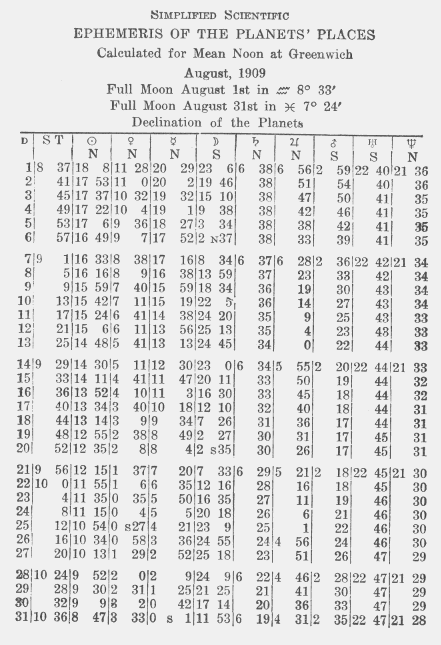 SIMPLIFIED SCIENTIFIC
EPHEMERIS OF THE PLANETS' PLACES
Calculated for Mean Noon at Greenwich
August, 1909
Full Moon August 1st in ♒ 8° 33'
Full Moon August 31st in ♓ 7° 24'
Declination of the Planets
D | S T | ☉ | ♀ | ☿ | ☽ | ♄ | ♃ | ♂ | ♅ | ♆
N | N | N | S | N | N | S | S | N
1|8 37|18 8|11 28|20 29|23 6|6 38|6 56|2 59|22 40|21 36
2| 41|17 53|11 0|20 2|19 46| 38| 51| 54| 40| 36
3| 45|17 37|10 32|19 32|15 10| 38| 47| 50| 41| 35
4| 49|17 22|10 4|19 1|9 38| 38| 42| 46| 41| 35
5| 53|17 6|9 36|18 27|3 34| 38| 38| 42| 41| 35
6| 57|16 49|9 7|17 52|2 N37| 38| 33| 39| 41| 35
7|9 1|16 33|8 38|17 16|8 34|6 37|6 28|2 36|22 42|21 34
8| 5|16 16|8 9|16 38|13 59| 37| 23| 33| 42| 34
9| 9|15 59|7 40|15 59|18 34| 36| 19| 30| 43| 34
10| 13|15 42|7 11|15 19|22 5| 36| 14| 27| 43| 34
11| 17|15 24|6 41|14 38|24 20| 35| 9| 25| 43| 33
12| 21|15 6|6 11|13 56|25 13| 35| 4| 23| 43| 33
13| 25|14 48|5 41|13 13|24 45| 34| 0| 22| 44| 33
14|9 29|14 30|5 11|12 30|23 0|6 34|5 55|2 20|22 44|21 33
15| 33|14 11|4 41|11 47|20 11| 33| 50| 19| 44| 32
16| 36|13 52|4 10|11 3|16 30| 33| 45| 18| 44| 32
17| 40|13 34|3 40|10 18|12 10| 32| 40| 18| 44| 31
18| 44|13 14|3 9|9 34|7 26| 31| 36| 17| 44| 31
19| 48|12 55|2 38|8 49|2 27| 30| 31| 17| 45| 31
20| 52|12 35|2 8|8 4|2 S35| 30| 26| 17| 45| 31
21|9 56|12 15|1 37|7 20|7 33|6 29|5 21|2 18|22 45|21 30
22|10 0|11 55|1 6|6 35|12 16| 28| 16| 18| 45| 30
23| 4|11 35|0 35|5 50|16 35| 27| 11| 19| 46| 30
24| 8|11 15|0 4|5 5|20 18| 26| 6| 21| 46| 30
25| 12|10 54|0 S27|4 21|23 9| 25| 1| 22| 46| 30
26| 16|10 34|0 58|3 36|24 55| 24|4 56| 24| 46| 30
27| 20|10 13|1 29|2 52|25 18| 23| 51| 26| 47| 29
28|10 24|9 52|2 0|2 9|24 9|6 22|4 46|2 28|22 47|21 29
29| 28|9 30|2 31|1 25|21 25| 21| 41| 30| 47| 29
30| 32|9 9|3 2|0 42|17 14| 20| 36| 33| 47| 29
31|10 36|8 47|3 33|0 S 1|11 53|6 19|4 31|2 35|22 47|21 28